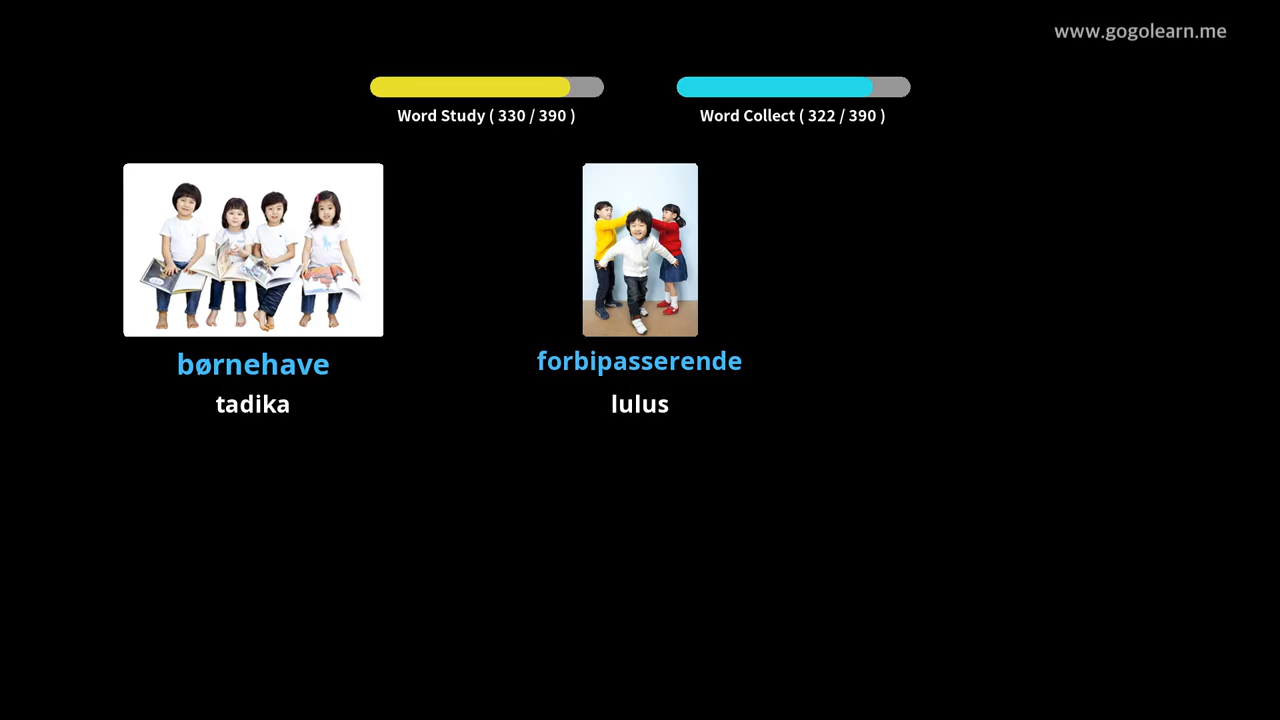 www.gogolearn.me
Word Study ( 330 / 390 )
Word Collect ( 322 / 390 )
børnehave
tadika
forbipasserende
lulus